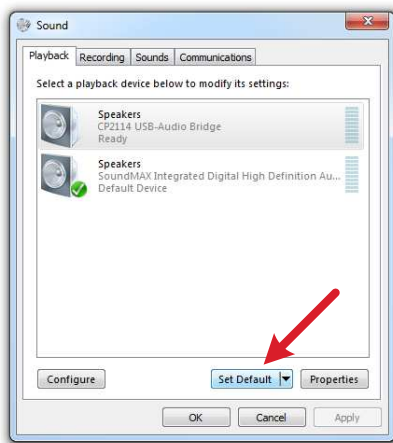 Sound
Playback Recording Sounds Communications
Select a playback device below to modify its settings:
Speakers
CP2114 USB-Audio Bridge
Ready
Speakers
SoundMAX Integrated Digital High Definition Au...
Default Device
Configure Set Default Properties
OK Cancel Apply